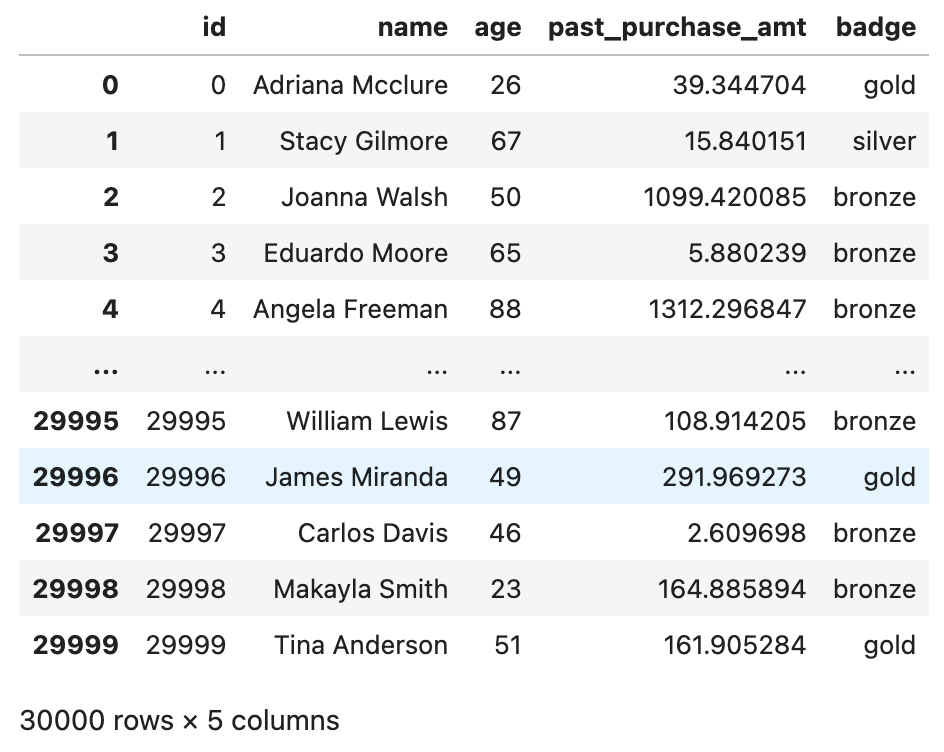 id name age past_purchase_amt badge
0 0 Adriana Mcclure 26 39.344704 gold
1 1 Stacy Gilmore 67 15.840151 silver
2 2 Joanna Walsh 50 1099.420085 bronze
3 3 Eduardo Moore 65 5.880239 bronze
4 4 Angela Freeman 88 1312.296847 bronze
... ... ... ... ... ...
29995 29995 William Lewis 87 108.914205 bronze
29996 29996 James Miranda 49 291.969273 gold
29997 29997 Carlos Davis 46 2.609698 bronze
29998 29998 Makayla Smith 23 164.885894 bronze
29999 29999 Tina Anderson 51 161.905284 gold
30000 rows × 5 columns